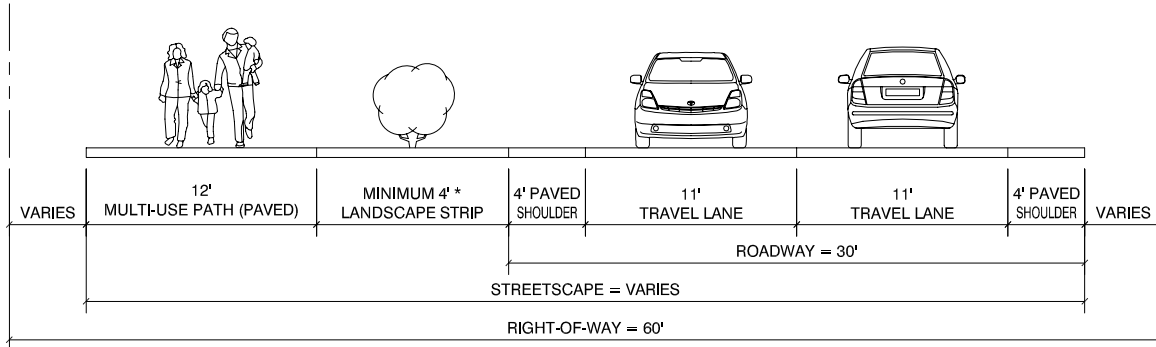 VARIES
12'
MULTI-USE PATH (PAVED)
MINIMUM 4' *
LANDSCAPE STRIP
4' PAVED
SHOULDER
11'
TRAVEL LANE
11'
TRAVEL LANE
4' PAVED
SHOULDER
VARIES
ROADWAY = 30'
STREETSCAPE = VARIES
RIGHT-OF-WAY = 60'